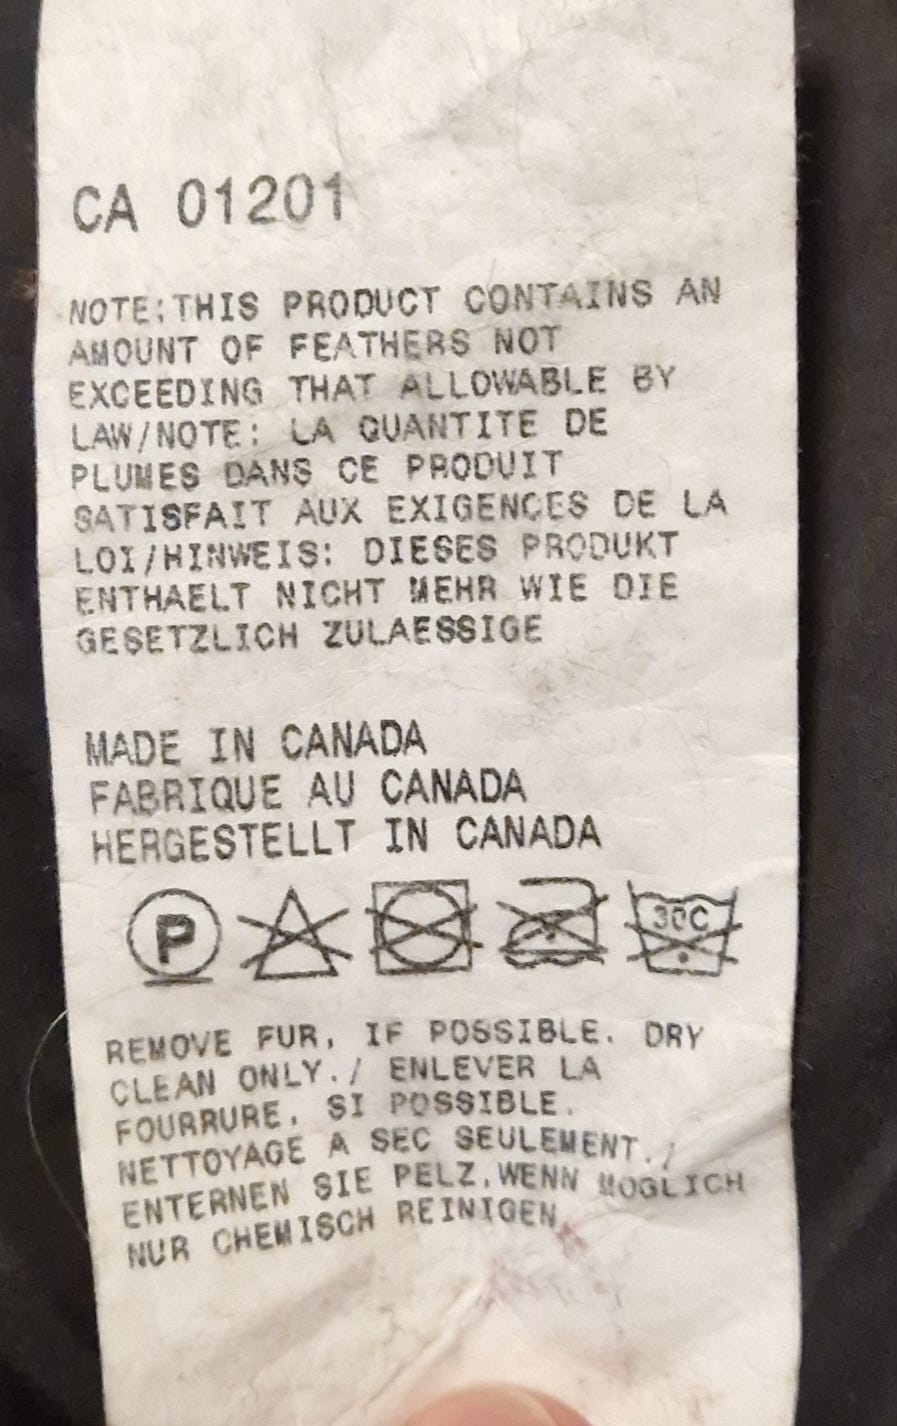 CA 01201
NOTE:THIS PRODUCT CONTAINS AN
AMOUNT OF FEATHERS NOT
EXCEEDING THAT ALLOWABLE BY
LAW/NOTE: LA QUANTITE DE
PLUMES DANS CE PRODUIT
SATISFAIT AUX EXIGENCES DE LA
LOI/HINWEIS: DIESES PRODUKT
ENTHAELT NICHT MEHR WIE DIE
GESETZLICH ZULAESSIGE
MADE IN CANADA
FABRIQUE AU CANADA
HERGESTELLT IN CANADA
P 30C
REMOVE FUR, IF POSSIBLE. DRY
CLEAN ONLY./ ENLEVER LA
FOURRURE, SI POSSIBLE.
NETTOYAGE A SEC SEULEMENT./
ENTERNEN SIE PELZ,WENN MOGLICH
NUR CHEMISCH REINIGEN.